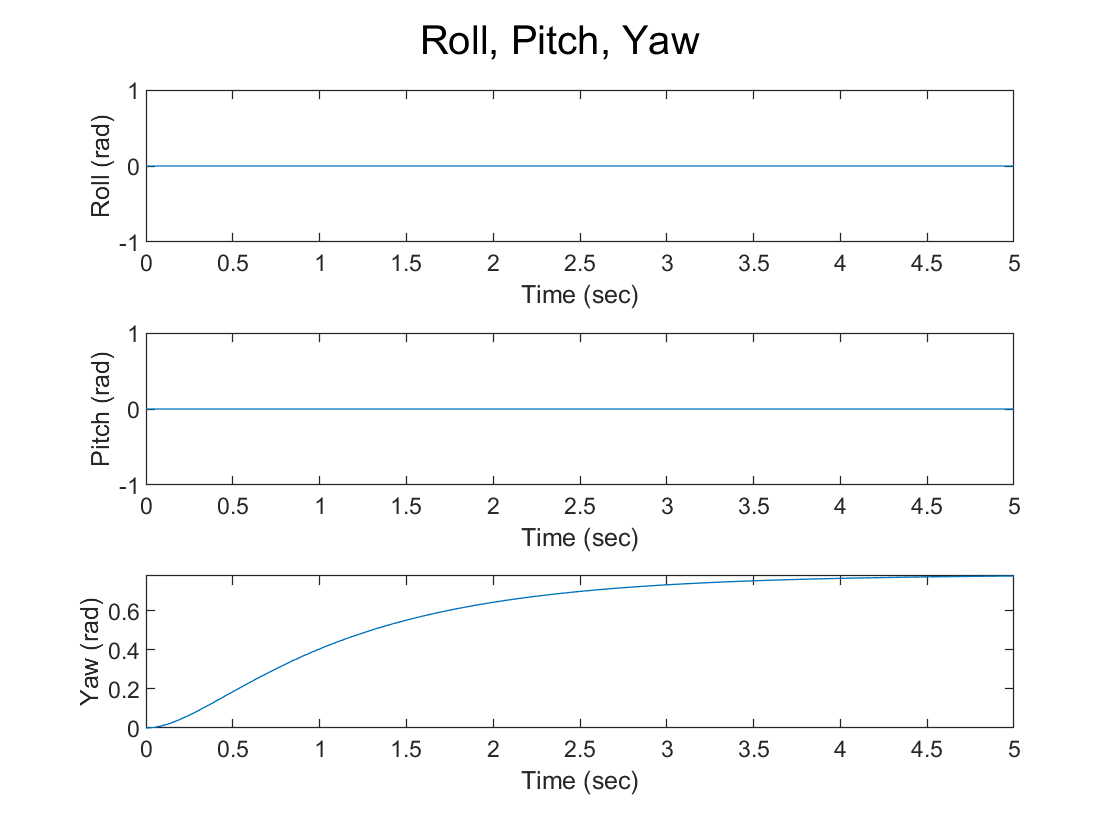 Roll, Pitch, Yaw
1
0
-1
Roll (rad)
0 0.5 1 1.5 2 2.5 3 3.5 4 4.5 5
Time (sec)
1
0
-1
Pitch (rad)
0 0.5 1 1.5 2 2.5 3 3.5 4 4.5 5
Time (sec)
0.6
0.4
0.2
0
Yaw (rad)
0 0.5 1 1.5 2 2.5 3 3.5 4 4.5 5
Time (sec)